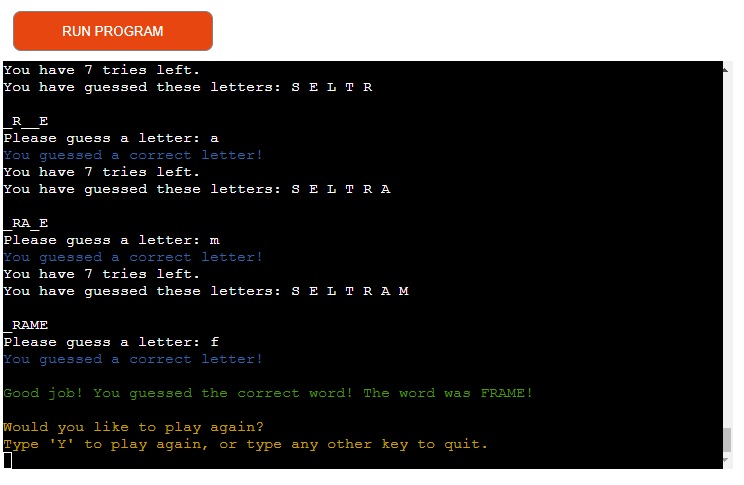 RUN PROGRAM
You have 7 tries left.
You have guessed these letters: S E L T R
_R__E
Please guess a letter: a
You guessed a correct letter!
You have 7 tries left.
You have guessed these letters: S E L T R A
_RA_E
Please guess a letter: m
You guessed a correct letter!
You have 7 tries left.
You have guessed these letters: S E L T R A M
_RAME
Please guess a letter: f
You guessed a correct letter!
Good job! You guessed the correct word! The word was FRAME!
Would you like to play again?
Type 'Y' to play again, or type any other key to quit.